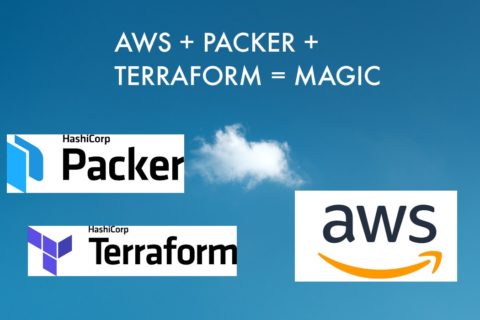 AWS + PACKER +
TERRAFORM = MAGIC
HashiCorp
Packer
HashiCorp
Terraform
aws